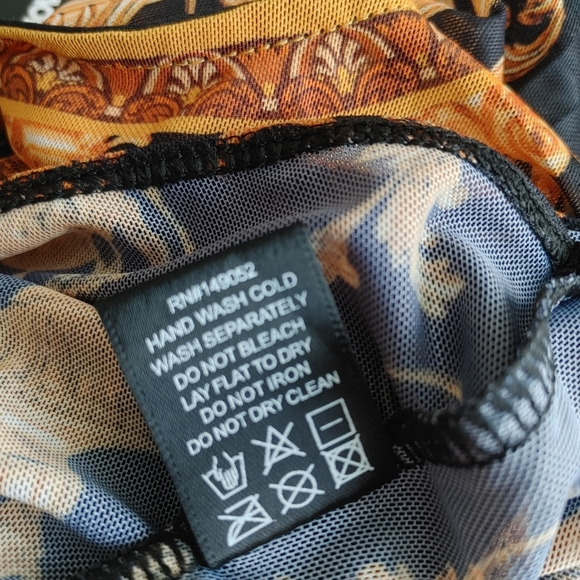 RN#149052
HAND WASH COLD
WASH SEPARATELY
DO NOT BLEACH
LAY FLAT TO DRY
DO NOT IRON
DO NOT DRY CLEAN